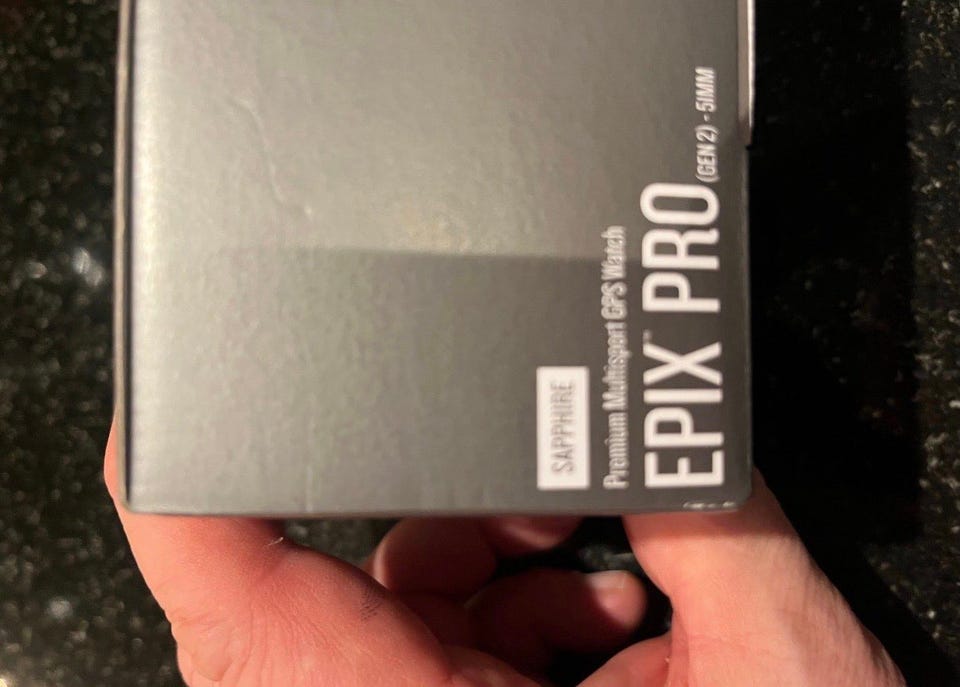 SAPPHIRE
Premium Multisport GPS Watch
EPIX™ PRO (GEN 2) - 51MM